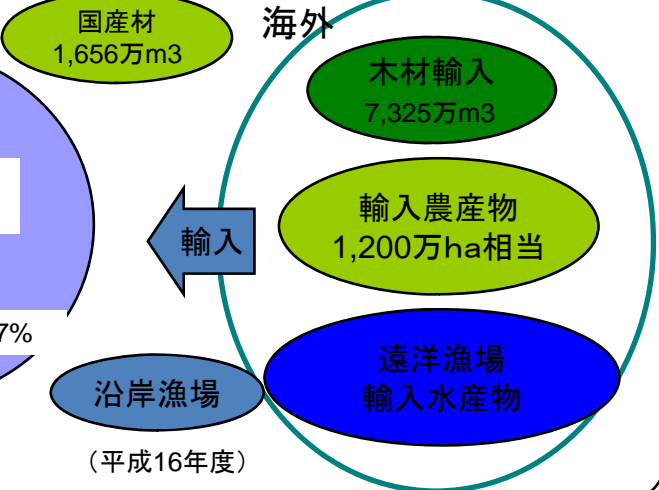 国産材
1,656万m3
海外
木材輸入
7,325万m3
輸入農産物
1,200万ha相当
輸入
7%
遠洋漁場
輸入水産物
沿岸漁場
（平成16年度）